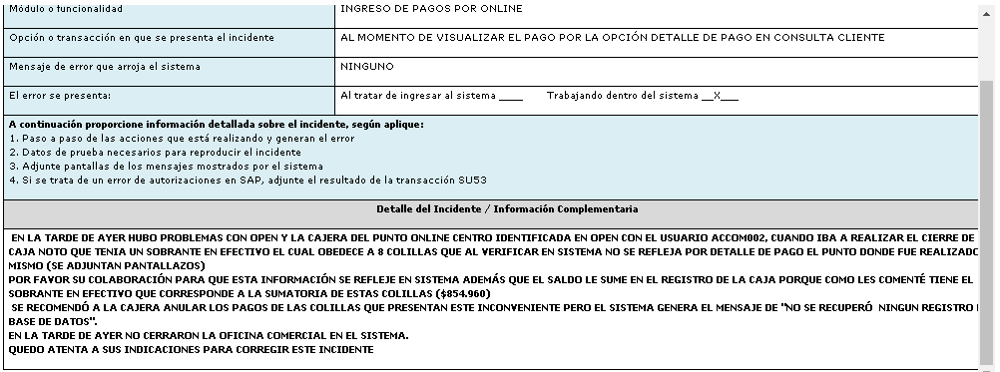 Módulo o funcionalidad INGRESO DE PAGOS POR ONLINE
Opción o transacción en que se presenta el incidente AL MOMENTO DE VISUALIZAR EL PAGO POR LA OPCIÓN DETALLE DE PAGO EN CONSULTA CLIENTE
Mensaje de error que arroja el sistema NINGUNO
El error se presenta: Al tratar de ingresar al sistema ____ Trabajando dentro del sistema __X___
A continuación proporcione información detallada sobre el incidente, según aplique:
1. Paso a paso de las acciones que está realizando y generan el error
2. Datos de prueba necesarios para reproducir el incidente
3. Adjunte pantallas de los mensajes mostrados por el sistema
4. Si se trata de un error de autorizaciones en SAP, adjunte el resultado de la transacción SU53
Detalle del Incidente / Información Complementaria
EN LA TARDE DE AYER HUBO PROBLEMAS CON OPEN Y LA CAJERA DEL PUNTO ONLINE CENTRO IDENTIFICADA EN OPEN CON EL USUARIO ACCOM002, CUANDO IBA A REALIZAR EL CIERRE DE
CAJA NOTO QUE TENIA UN SOBRANTE EN EFECTIVO EL CUAL OBEDECE A 8 COLILLAS QUE AL VERIFICAR EN SISTEMA NO SE REFLEJA POR DETALLE DE PAGO EL PUNTO DONDE FUE REALIZADO
MISMO (SE ADJUNTAN PANTALLAZOS)
POR FAVOR SU COLABORACIÓN PARA QUE ESTA INFORMACIÓN SE REFLEJE EN SISTEMA ADEMÁS QUE EL SALDO LE SUME EN EL REGISTRO DE LA CAJA PORQUE COMO LES COMENTÉ TIENE EL
SOBRANTE EN EFECTIVO QUE CORRESPONDE A LA SUMATORIA DE ESTAS COLILLAS ($854.960)
SE RECOMENDÓ A LA CAJERA ANULAR LOS PAGOS DE LAS COLILLAS QUE PRESENTAN ESTE INCONVENIENTE PERO EL SISTEMA GENERA EL MENSAJE DE "NO SE RECUPERÓ NINGUN REGISTRO
BASE DE DATOS".
EN LA TARDE DE AYER NO CERRARON LA OFICINA COMERCIAL EN EL SISTEMA.
QUEDO ATENTA A SUS INDICACIONES PARA CORREGIR ESTE INCIDENTE